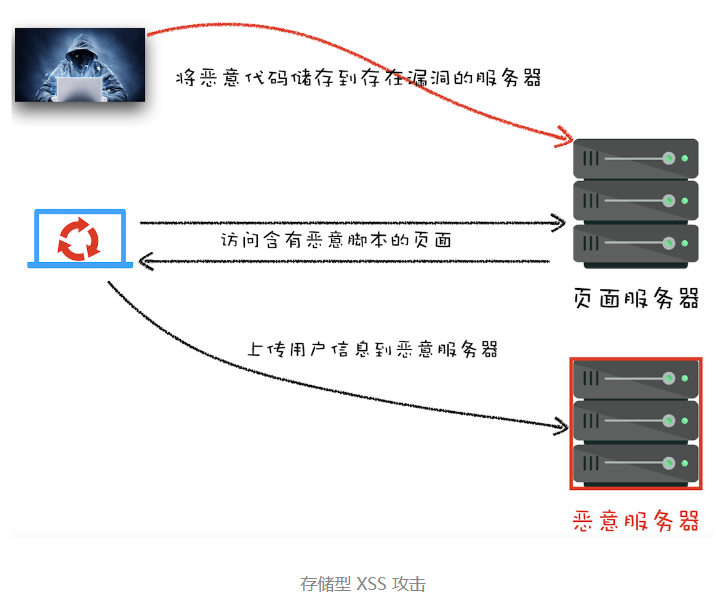 将恶意代码储存到存在漏洞的服务器
访问含有恶意脚本的页面
页面服务器
上传用户信息到恶意服务器
恶意服务器
存储型 XSS 攻击